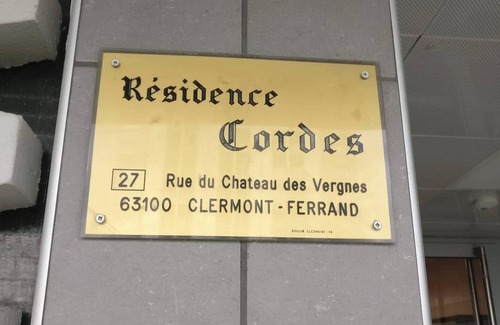 Résidence
Cordes
27 Rue du Chateau des Vergnes
63100 CLERMONT-FERRAND